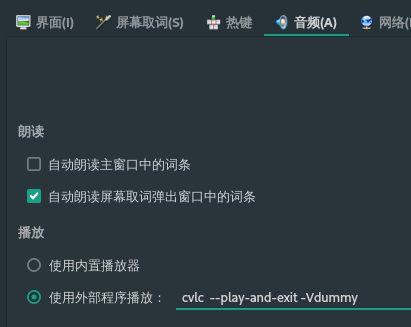 界面(I) 屏幕取词(S) 热键 音频(A) 网络(
朗读
自动朗读主窗口中的词条
自动朗读屏幕取词弹出窗口中的词条
播放
使用内置播放器
使用外部程序播放： cvlc --play-and-exit -Vdummy